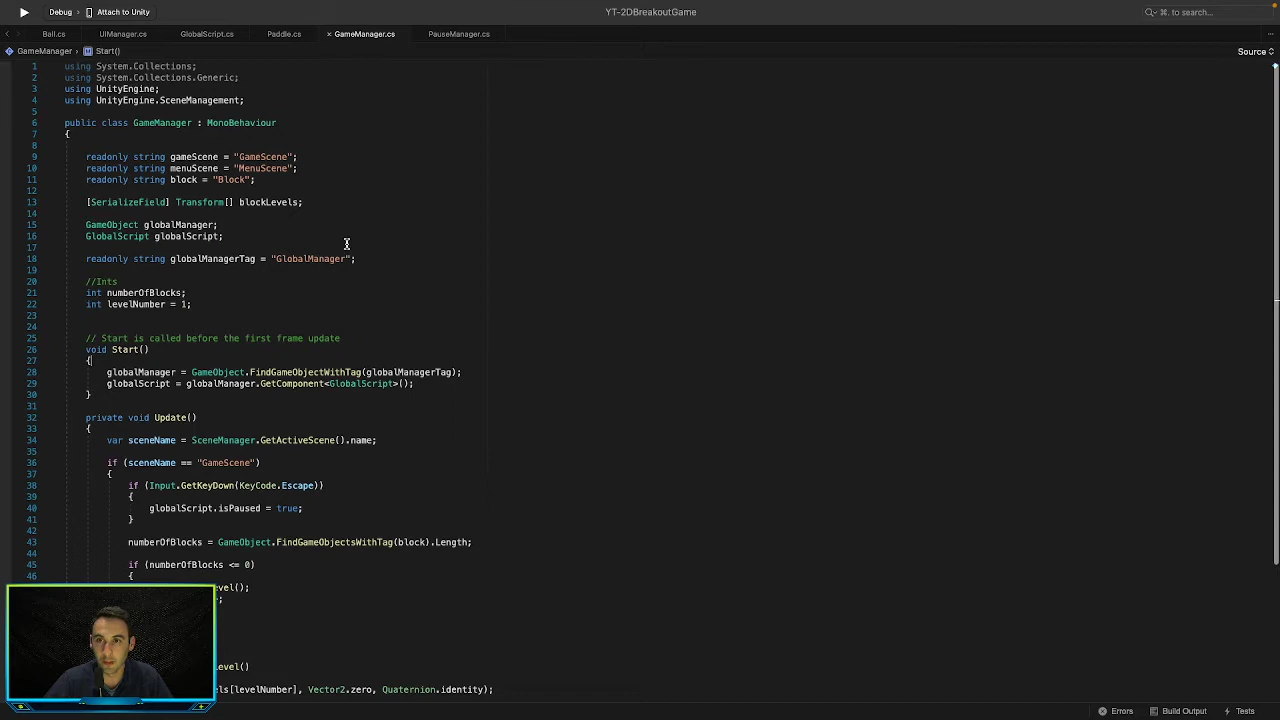 Debug › Attach to Unity
YT-2DBreakoutGame
⌘. to search...
Ball.cs
UIManager.cs
GlobalScript.cs
Paddle.cs
× GameManager.cs
PauseManager.cs
GameManager › M Start()
Source
1 using System.Collections;
2 using System.Collections.Generic;
3 using UnityEngine;
4 using UnityEngine.SceneManagement;
5
6 public class GameManager : MonoBehaviour
7 {
8
9 readonly string gameScene = "GameScene";
10 readonly string menuScene = "MenuScene";
11 readonly string block = "Block";
12
13 [SerializeField] Transform[] blockLevels;
14
15 GameObject globalManager;
16 GlobalScript globalScript;
17
18 readonly string globalManagerTag = "GlobalManager";
19
20 //Ints
21 int numberOfBlocks;
22 int levelNumber = 1;
23
24
25 // Start is called before the first frame update
26 void Start()
27 {
28 globalManager = GameObject.FindGameObjectWithTag(globalManagerTag);
29 globalScript = globalManager.GetComponent<GlobalScript>();
30 }
31
32 private void Update()
33 {
34 var sceneName = SceneManager.GetActiveScene().name;
35
36 if (sceneName == "GameScene")
37 {
38 if (Input.GetKeyDown(KeyCode.Escape))
39 {
40 globalScript.isPaused = true;
41 }
42
43 numberOfBlocks = GameObject.FindGameObjectsWithTag(block).Length;
44
45 if (numberOfBlocks <= 0)
46 {
evel();
;
evel()
ls[levelNumber], Vector2.zero, Quaternion.identity);
Errors
Build Output
Tests